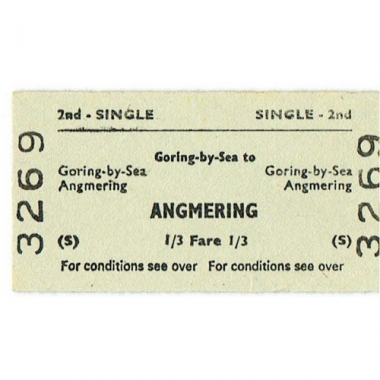 2nd - SINGLE SINGLE - 2nd
Goring-by-Sea to
Goring-by-Sea Goring-by-Sea
Angmering Angmering
ANGMERING
(S) 1/3 Fare 1/3 (S)
For conditions see over For conditions see over
3269
3269